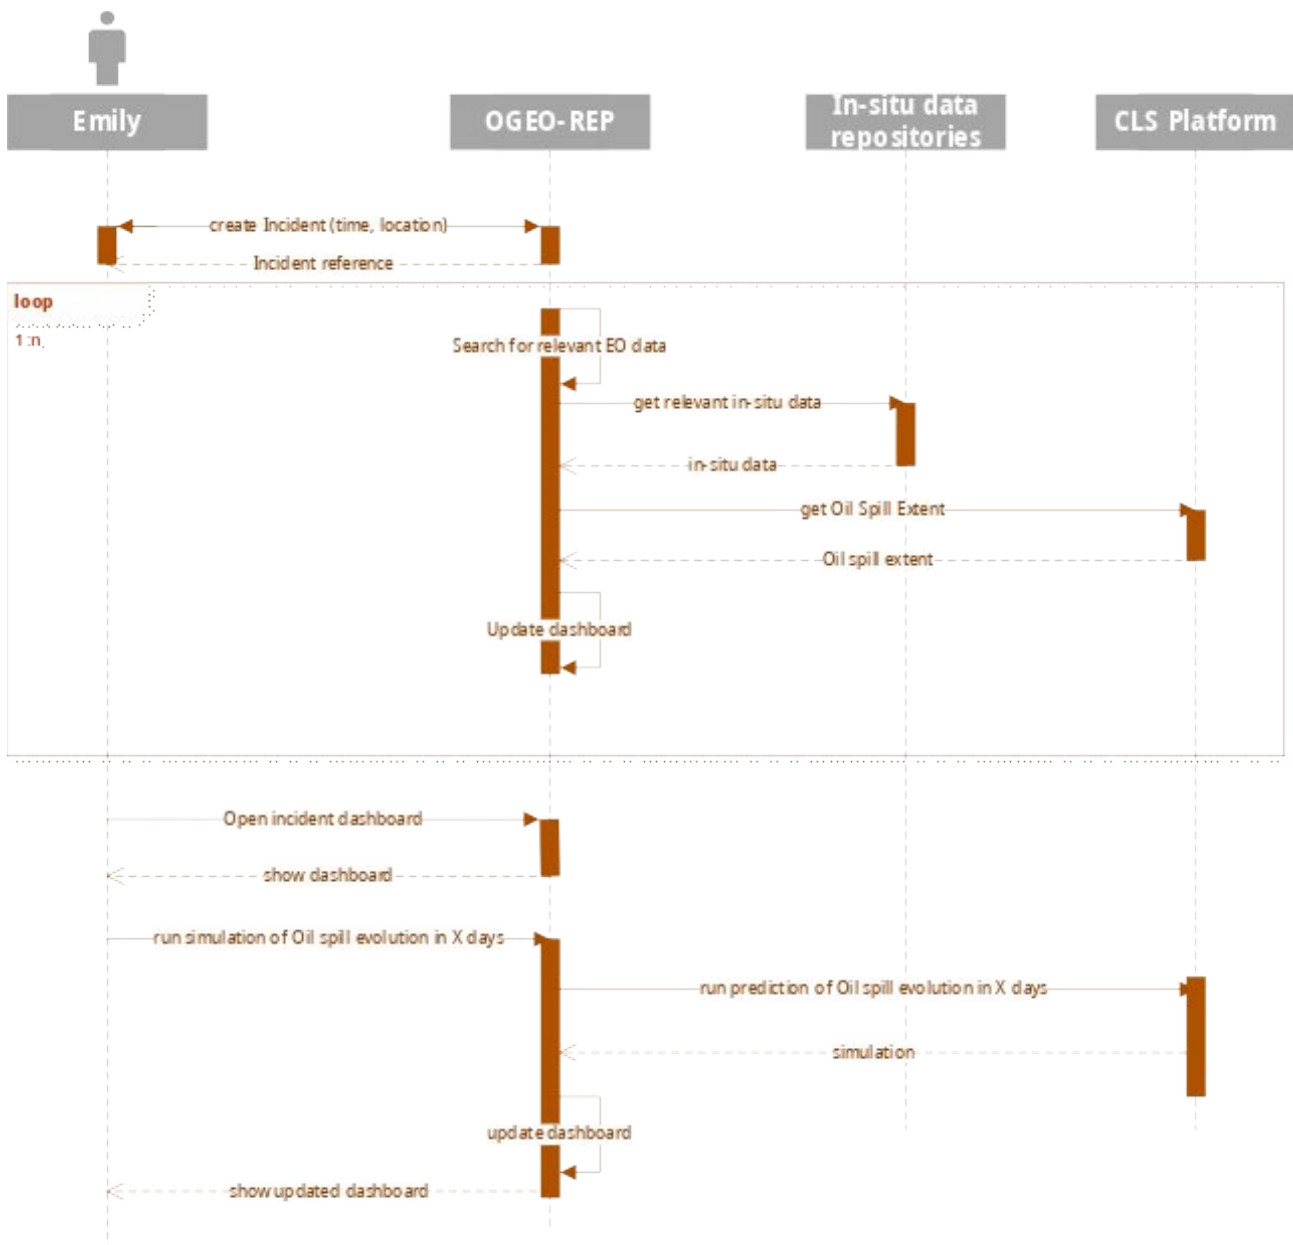 Emily
OGEO-REP
In-situ data
repositories
CLS Platform
create Incident (time, location)
Incident reference
loop
1:n
Search for relevant EO data
get relevant in-situ data
in-situ data
get Oil Spill Extent
Oil spill extent
Update dashboard
Open incident dashboard
show dashboard
run simulation of Oil spill evolution in X days
run prediction of Oil spill evolution in X days
simulation
update dashboard
show updated dashboard